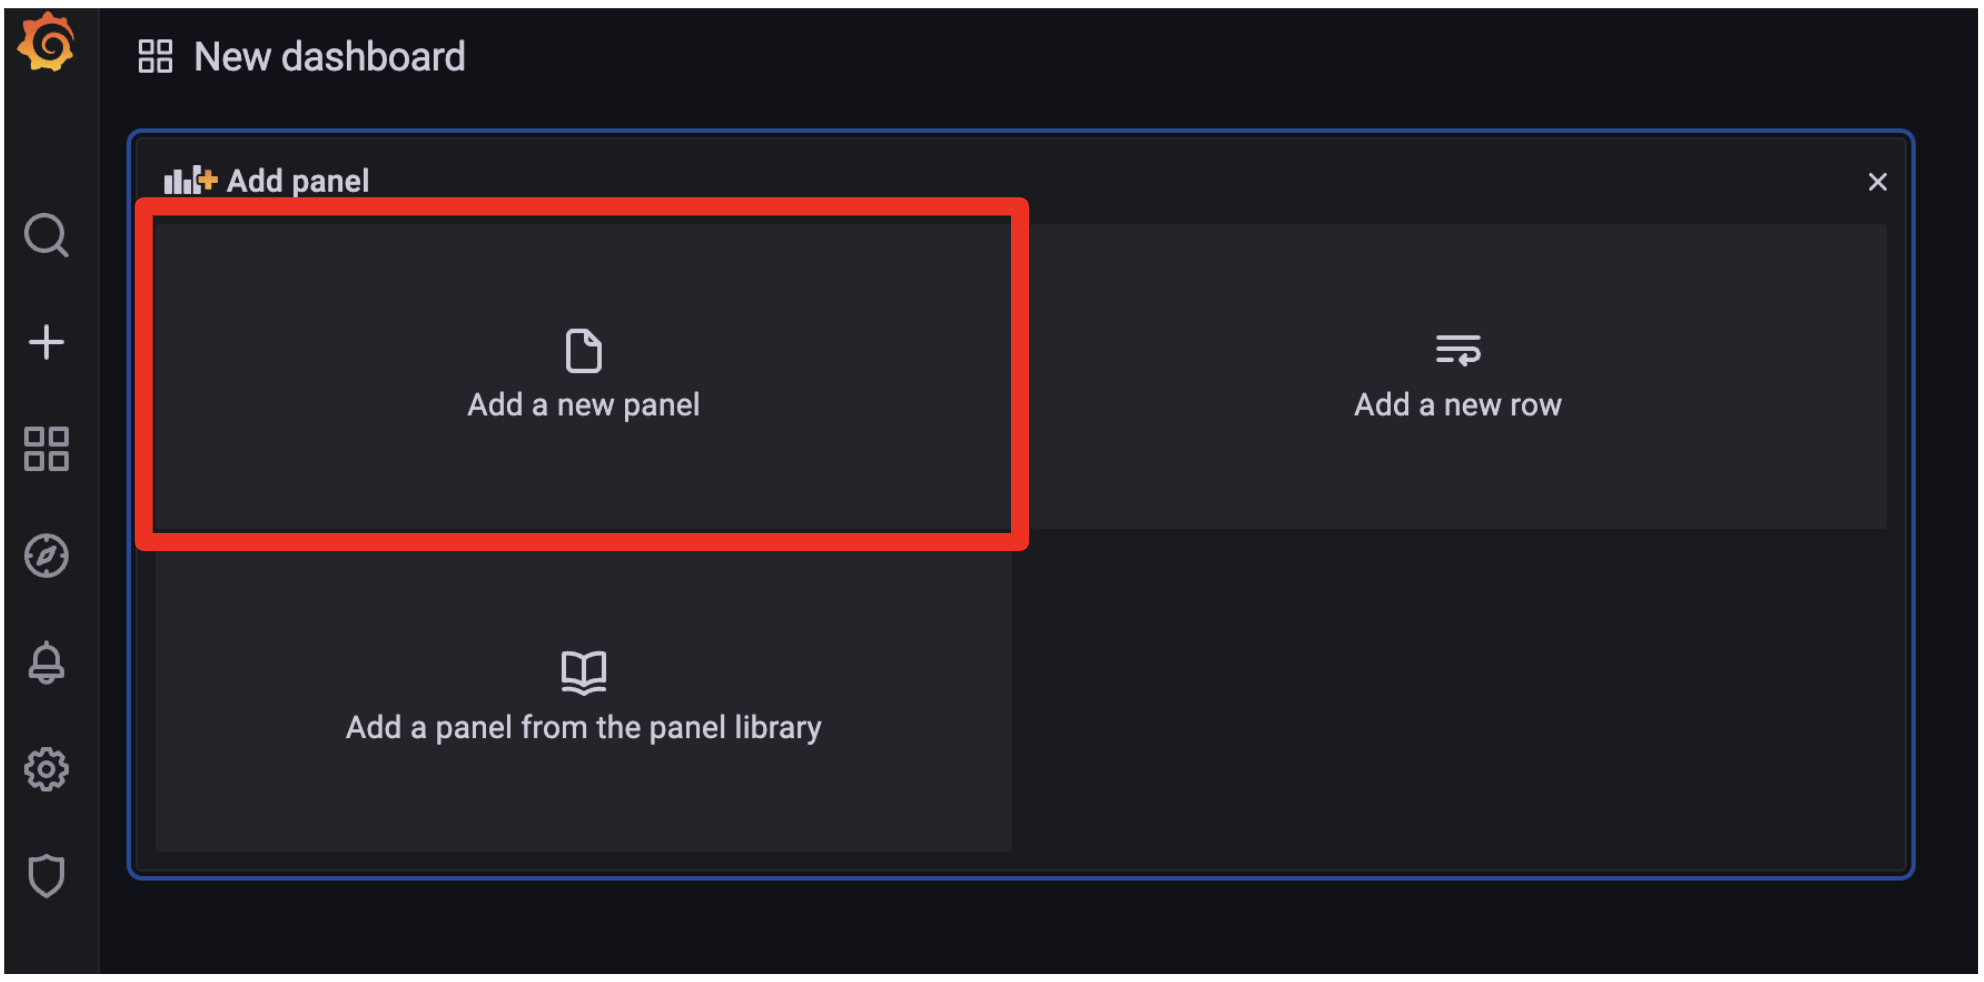 New dashboard
Add panel
Add a new panel
Add a new row
Add a panel from the panel library